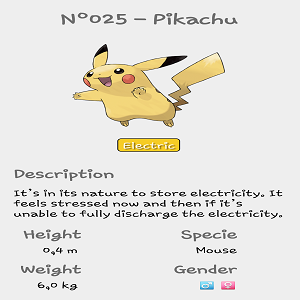 Nº025 - Pikachu
Electric
Description
It's in its nature to store electricity. It
feels stressed now and then if it's
unable to fully discharge the electricity.
Height Specie
0,4 m Mouse
Weight Gender
6,0 kg